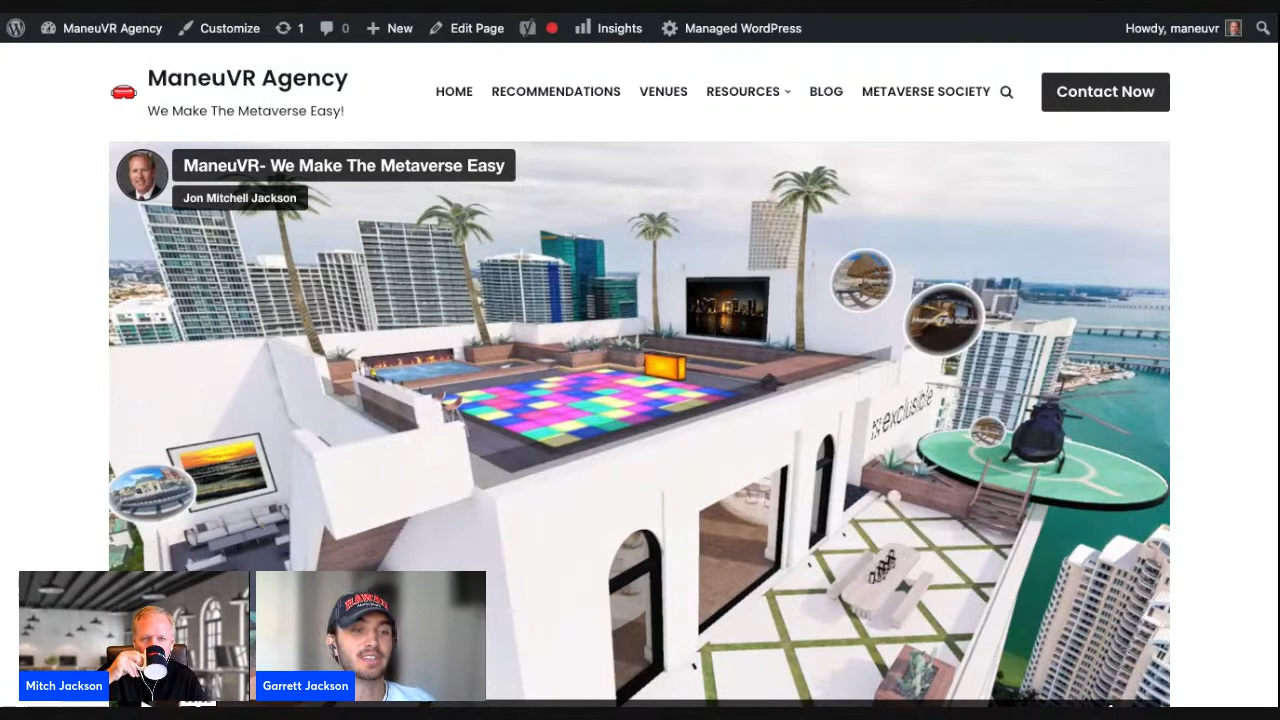 ManeuVR Agency
Customize
1
0
New
Edit Page
Insights
Managed WordPress
Howdy, maneuvr
ManeuVR Agency
We Make The Metaverse Easy!
HOME
RECOMMENDATIONS
VENUES
RESOURCES
BLOG
METAVERSE SOCIETY
Contact Now
ManeuVR- We Make The Metaverse Easy
Jon Mitchell Jackson
exclusible
HAWAII
Mitch Jackson
Garrett Jackson